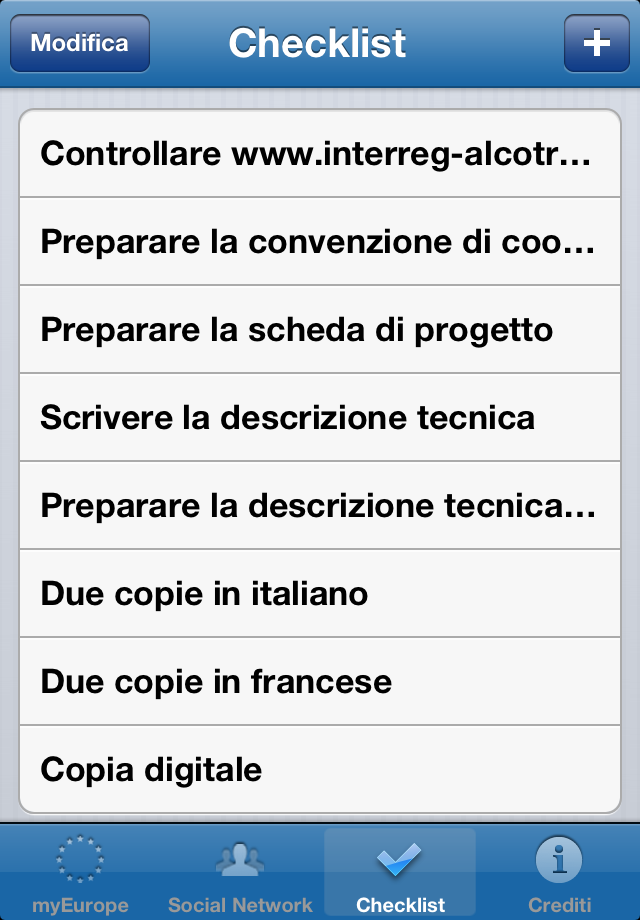 Modifica Checklist +
Controllare www.interreg-alcotr...
Preparare la convenzione di coo...
Preparare la scheda di progetto
Scrivere la descrizione tecnica
Preparare la descrizione tecnica...
Due copie in italiano
Due copie in francese
Copia digitale
myEurope Social Network Checklist Crediti